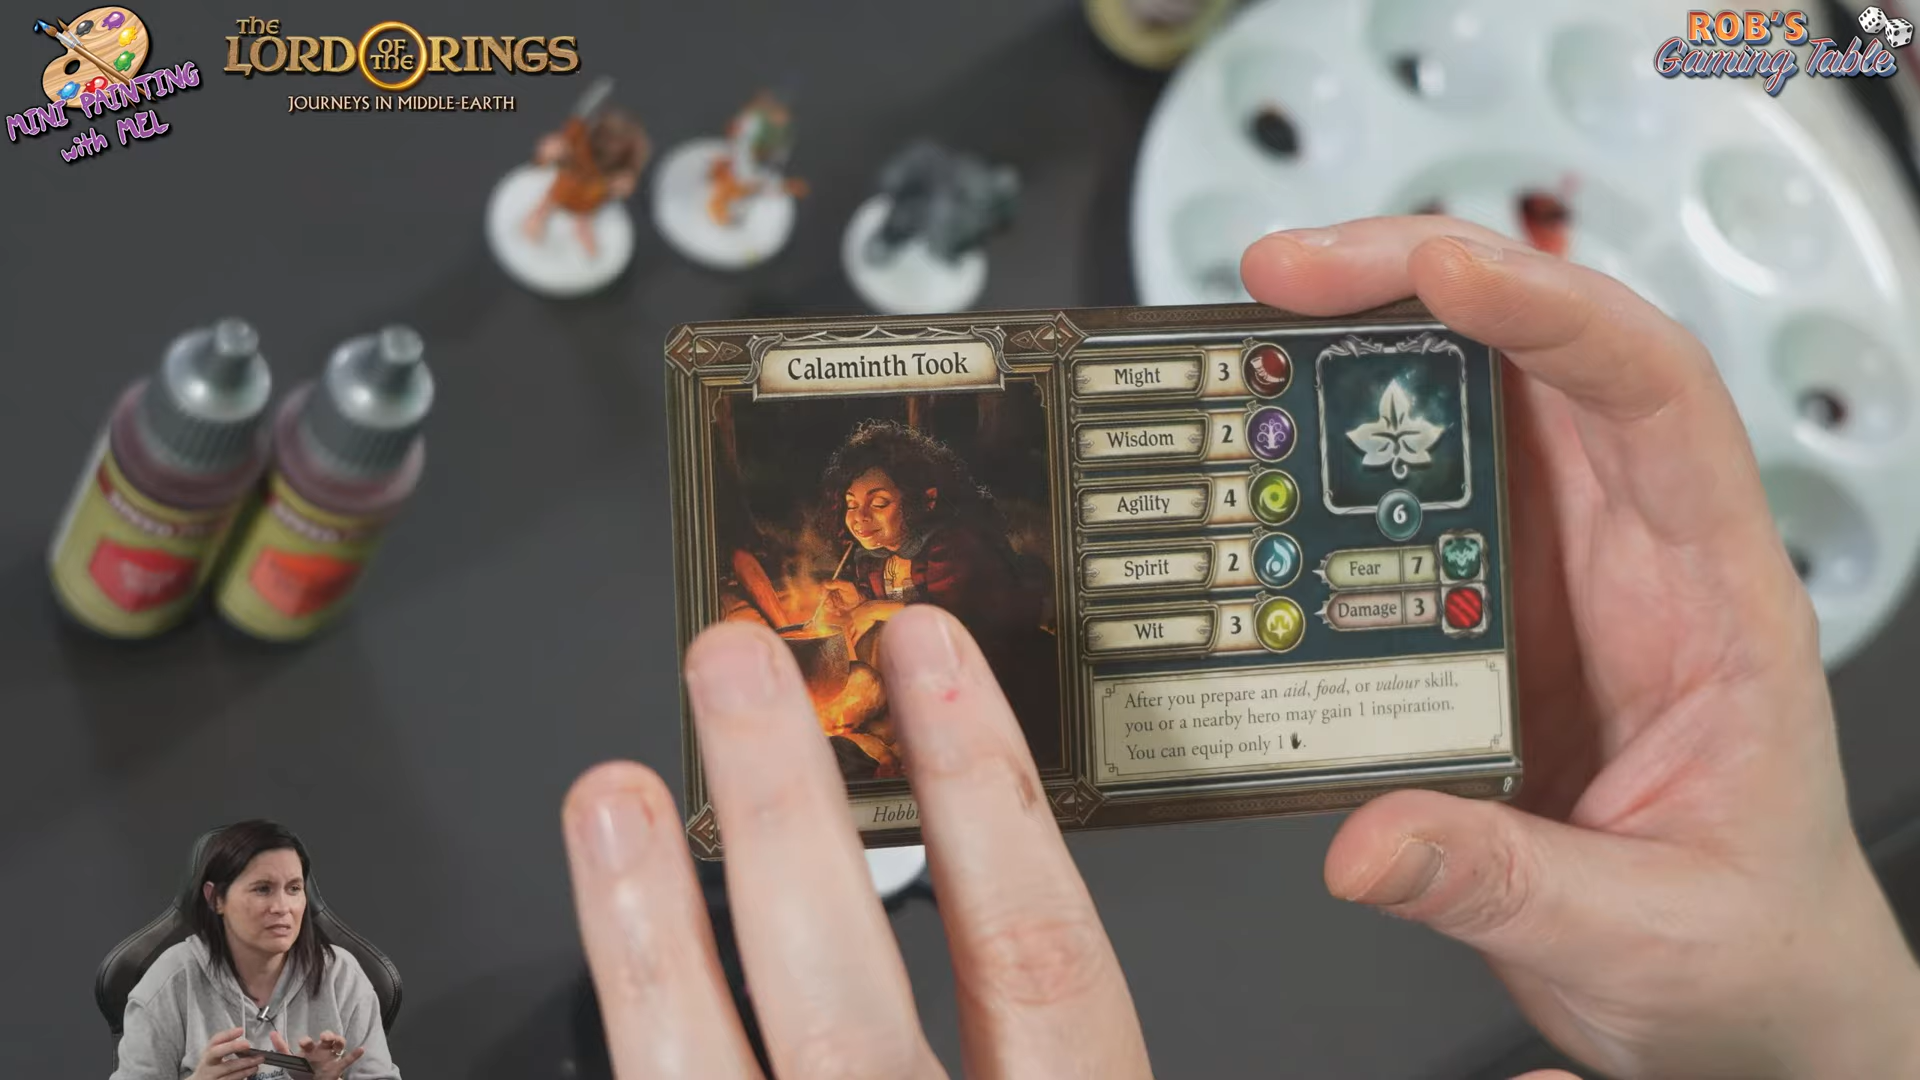 MINI PAINTING
with MEL
The
LORD OF THE RINGS
JOURNEYS IN MIDDLE-EARTH
ROB'S
Gaming Table
Calaminth Took
Might 3
Wisdom 2
Agility 4
Spirit 2
Wit 3
6
Fear 7
Damage 3
After you prepare an aid, food, or valour skill,
you or a nearby hero may gain 1 inspiration.
You can equip only 1